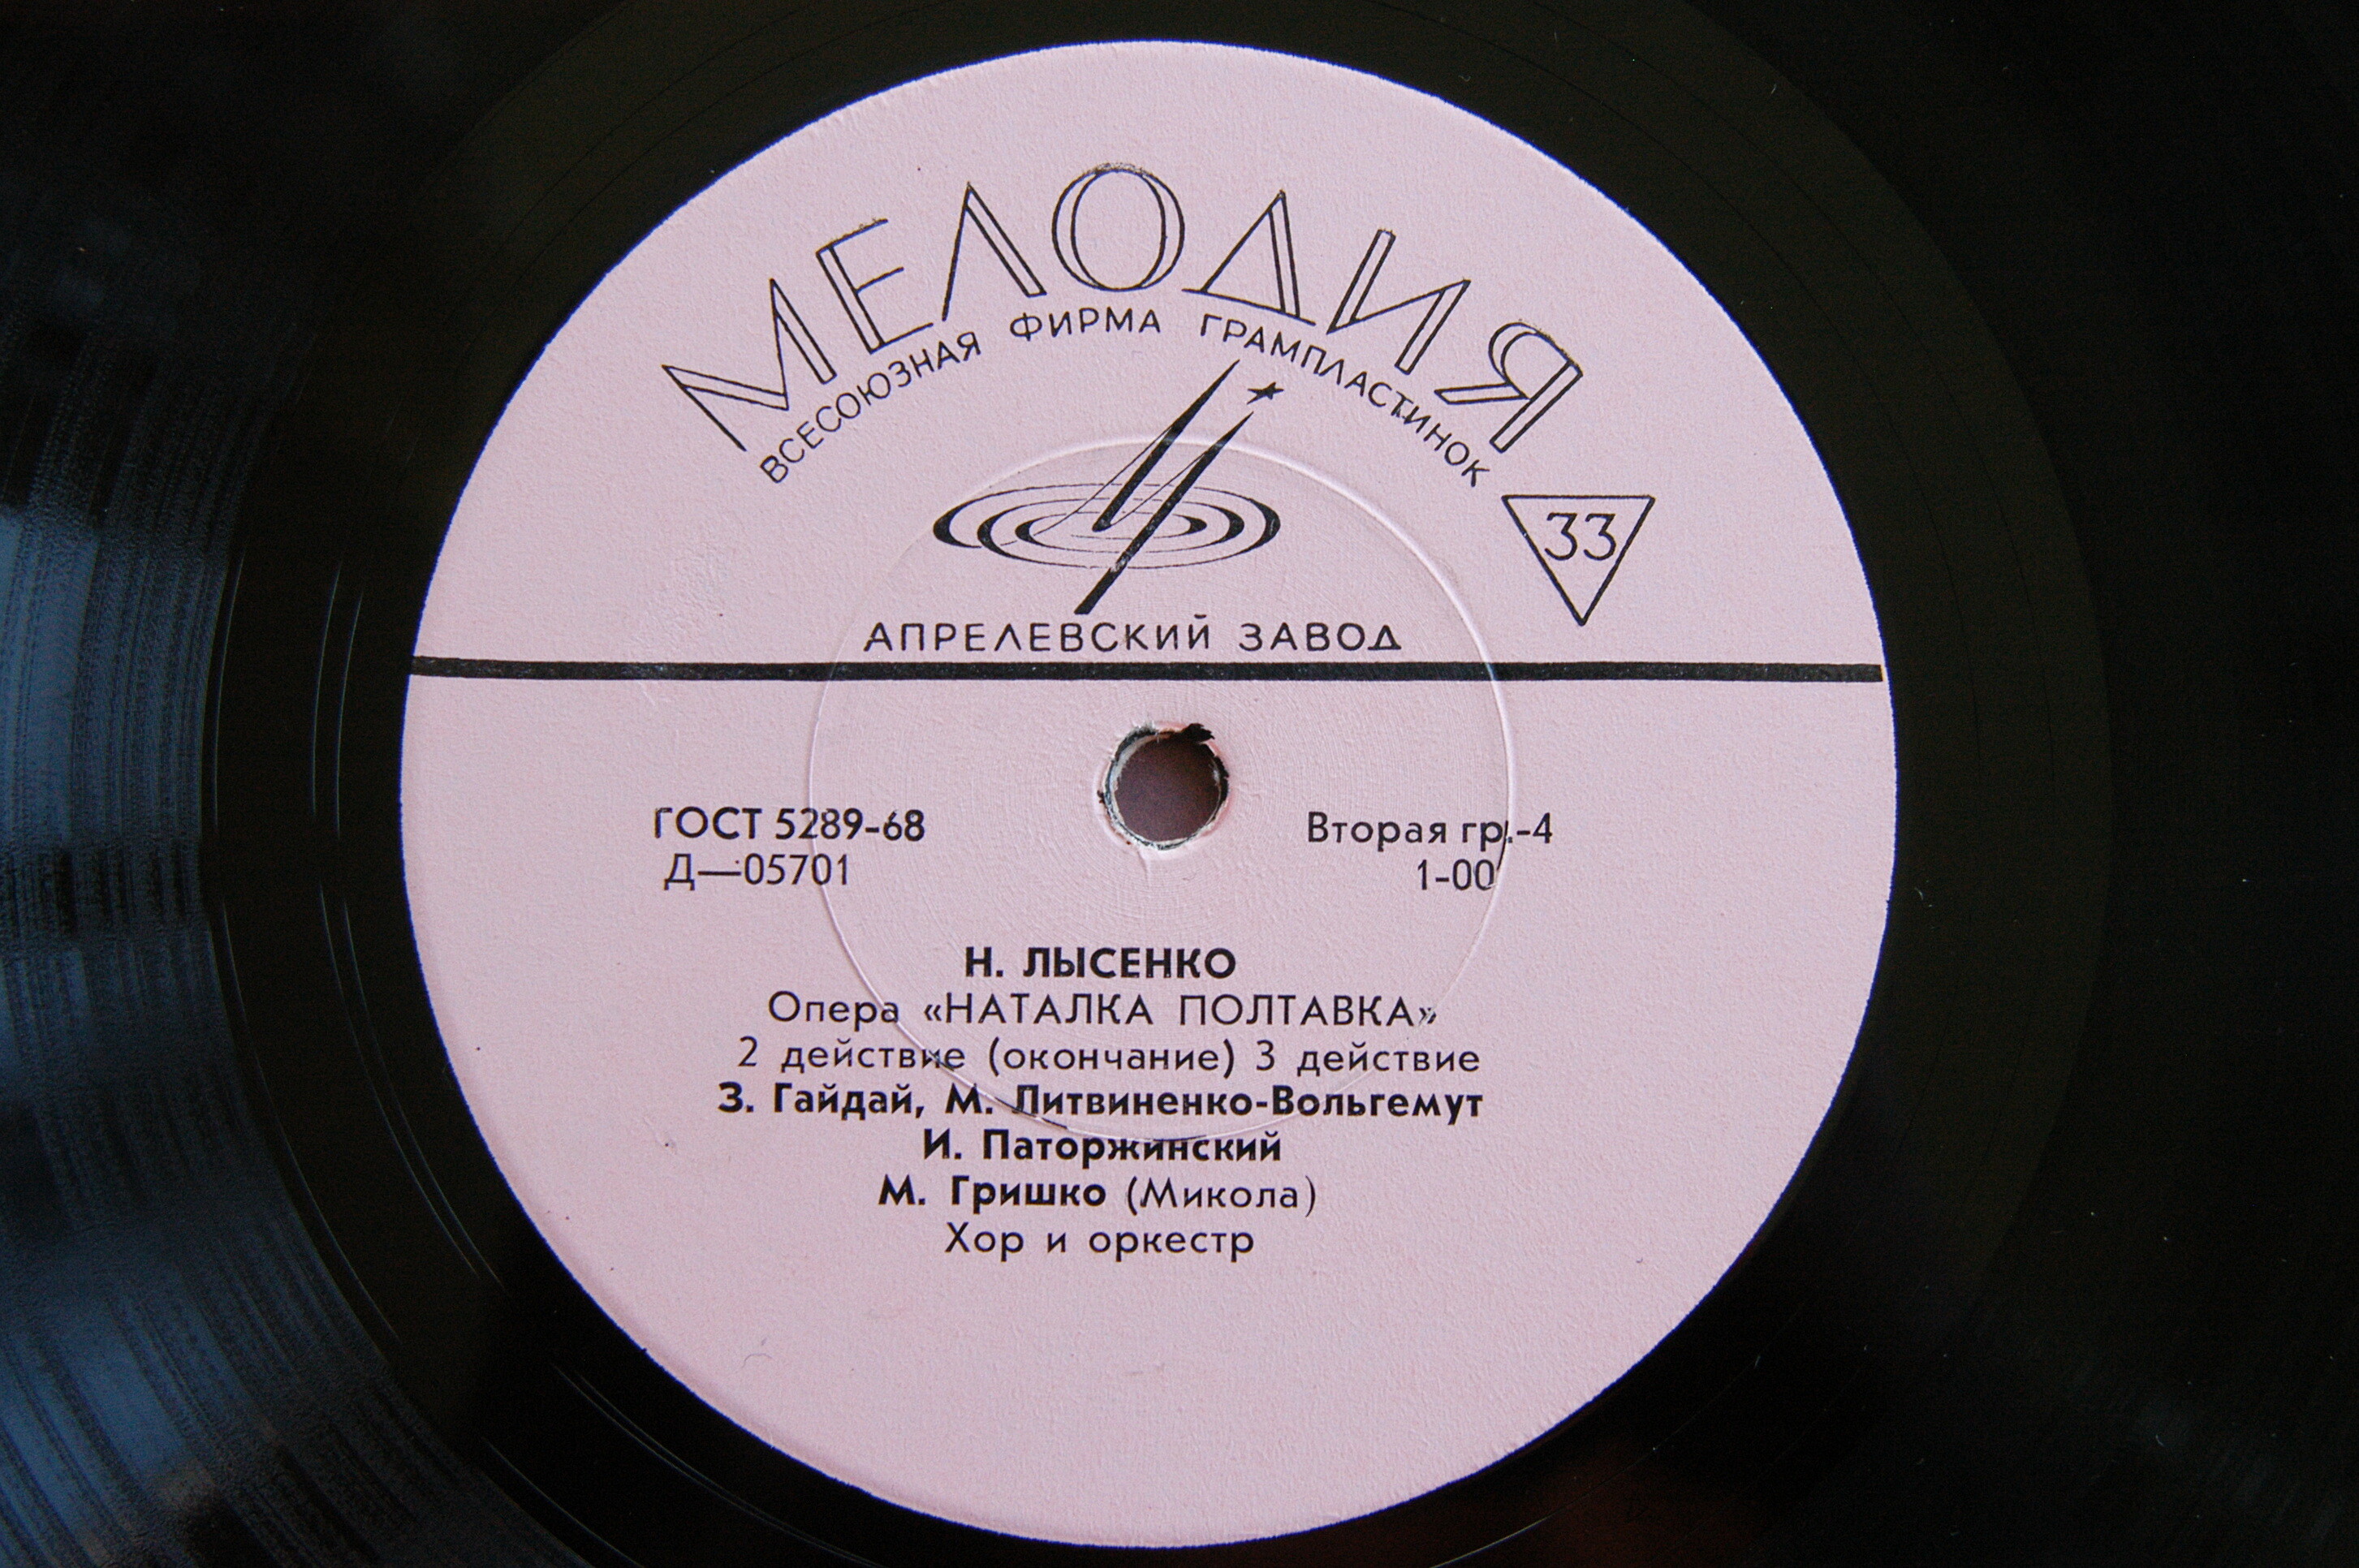 МЕЛОДИЯ
ВСЕСОЮЗНАЯ ФИРМА ГРАМПЛАСТИНОК
33
АПРЕЛЕВСКИЙ ЗАВОД
ГОСТ 5289-68 Вторая гр.-4
Д—05701 1-00
Н. ЛЫСЕНКО
Опера «НАТАЛКА ПОЛТАВКА»
2 действие (окончание) 3 действие
З. Гайдай, М. Литвиненко-Вольгемут
И. Паторжинский
М. Гришко (Микола)
Хор и оркестр